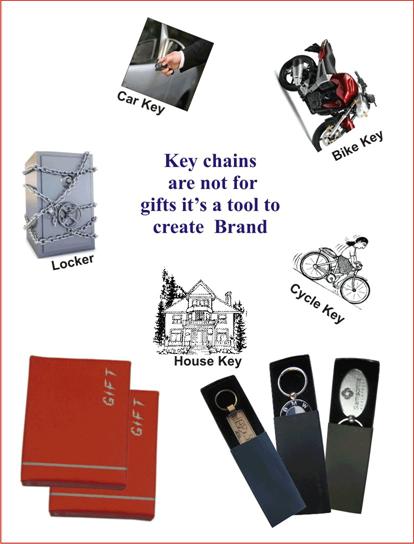 Car Key
Bike Key
Key chains
are not for
gifts it's a tool to
create Brand
Locker
Cycle Key
House Key
GIFT
GIFT